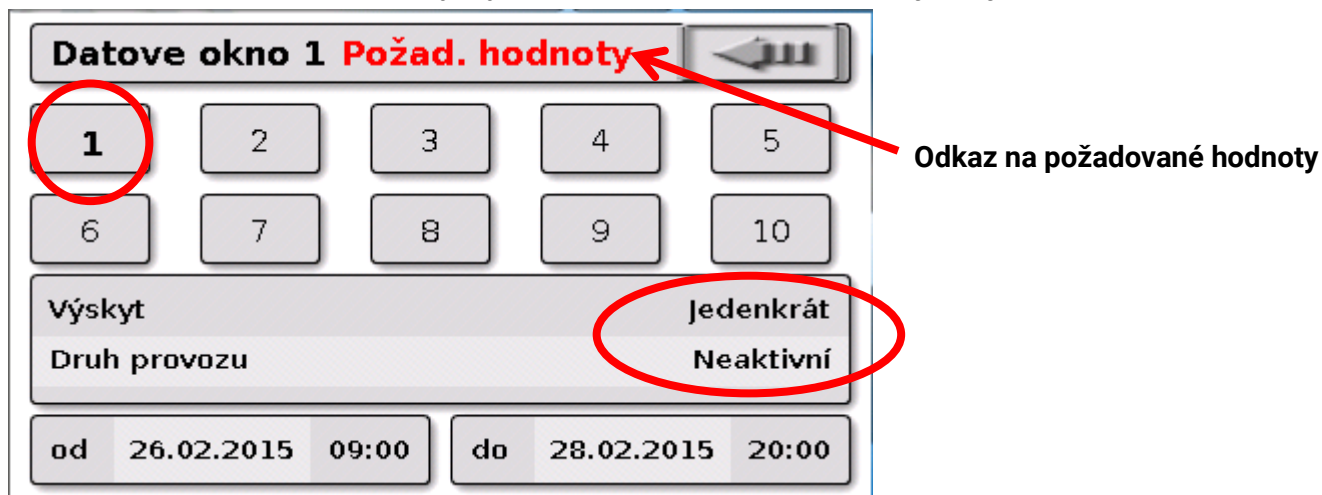 Datove okno 1 Požad. hodnoty
1 2 3 4 5
Odkaz na požadované hodnoty
6 7 8 9 10
Výskyt Jedenkrát
Druh provozu Neaktivní
od 26.02.2015 09:00 do 28.02.2015 20:00